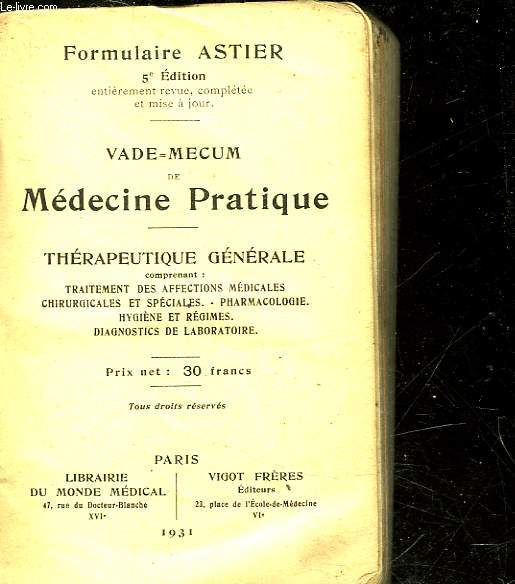 Le-livre.com
Formulaire ASTIER
5e Édition
entièrement revue, complétée
et mise à jour.
VADE=MECUM
DE
Médecine Pratique
THÉRAPEUTIQUE GÉNÉRALE
comprenant :
TRAITEMENT DES AFFECTIONS MÉDICALES
CHIRURGICALES ET SPÉCIALES. - PHARMACOLOGIE.
HYGIÈNE ET RÉGIMES.
DIAGNOSTICS DE LABORATOIRE.
Prix net : 30 francs
Tous droits réservés
PARIS
LIBRAIRIE
DU MONDE MÉDICAL
47, rue du Docteur-Blanche
XVIe
VIGOT FRÈRES
Éditeurs
23, place de l'École-de-Médecine
VIe
1931